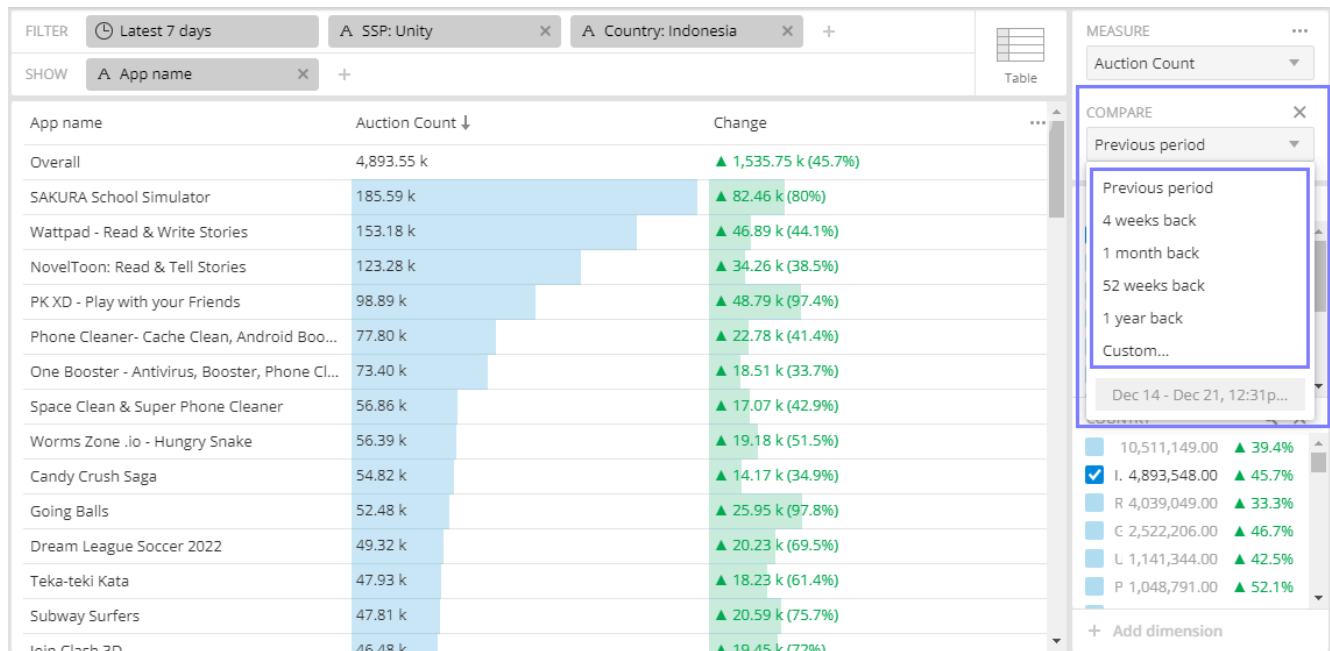 FILTER Latest 7 days A SSP: Unity × A Country: Indonesia × +
SHOW A App name × +
Table
App name Auction Count ↓ Change ...
Overall 4,893.55 k ▲ 1,535.75 k (45.7%)
SAKURA School Simulator 185.59 k ▲ 82.46 k (80%)
Wattpad - Read & Write Stories 153.18 k ▲ 46.89 k (44.1%)
NovelToon: Read & Tell Stories 123.28 k ▲ 34.26 k (38.5%)
PK XD - Play with your Friends 98.89 k ▲ 48.79 k (97.4%)
Phone Cleaner- Cache Clean, Android Boo... 77.80 k ▲ 22.78 k (41.4%)
One Booster - Antivirus, Booster, Phone Cl... 73.40 k ▲ 18.51 k (33.7%)
Space Clean & Super Phone Cleaner 56.86 k ▲ 17.07 k (42.9%)
Worms Zone .io - Hungry Snake 56.39 k ▲ 19.18 k (51.5%)
Candy Crush Saga 54.82 k ▲ 14.17 k (34.9%)
Going Balls 52.48 k ▲ 25.95 k (97.8%)
Dream League Soccer 2022 49.32 k ▲ 20.23 k (69.5%)
Teka-teki Kata 47.93 k ▲ 18.23 k (61.4%)
Subway Surfers 47.81 k ▲ 20.59 k (75.7%)
Join Clash 3D 46.48 k ▲ 19.45 k (72%)
MEASURE ...
Auction Count
COMPARE ×
Previous period
Previous period
4 weeks back
1 month back
52 weeks back
1 year back
Custom...
Dec 14 - Dec 21, 12:31p...
COUNTRY
10,511,149.00 ▲ 39.4%
I. 4,893,548.00 ▲ 45.7%
R 4,039,049.00 ▲ 33.3%
2,522,206.00 ▲ 46.7%
1,141,344.00 ▲ 42.5%
P 1,048,791.00 ▲ 52.1%
+ Add dimension